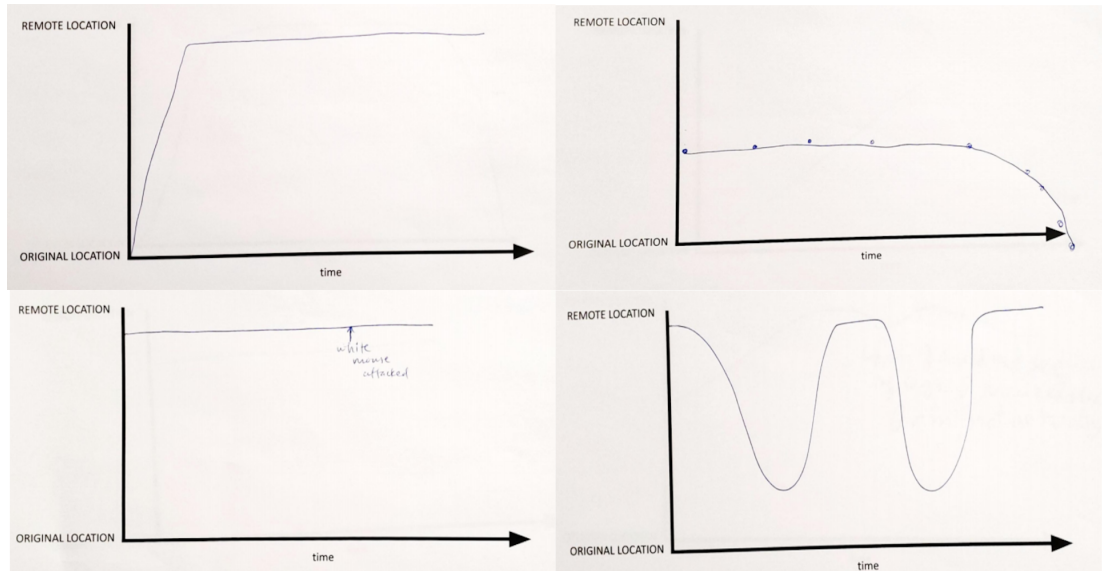 REMOTE LOCATION
ORIGINAL LOCATION
time
REMOTE LOCATION
ORIGINAL LOCATION
time
REMOTE LOCATION
white
mouse
attacked
ORIGINAL LOCATION
time
REMOTE LOCATION
ORIGINAL LOCATION
time